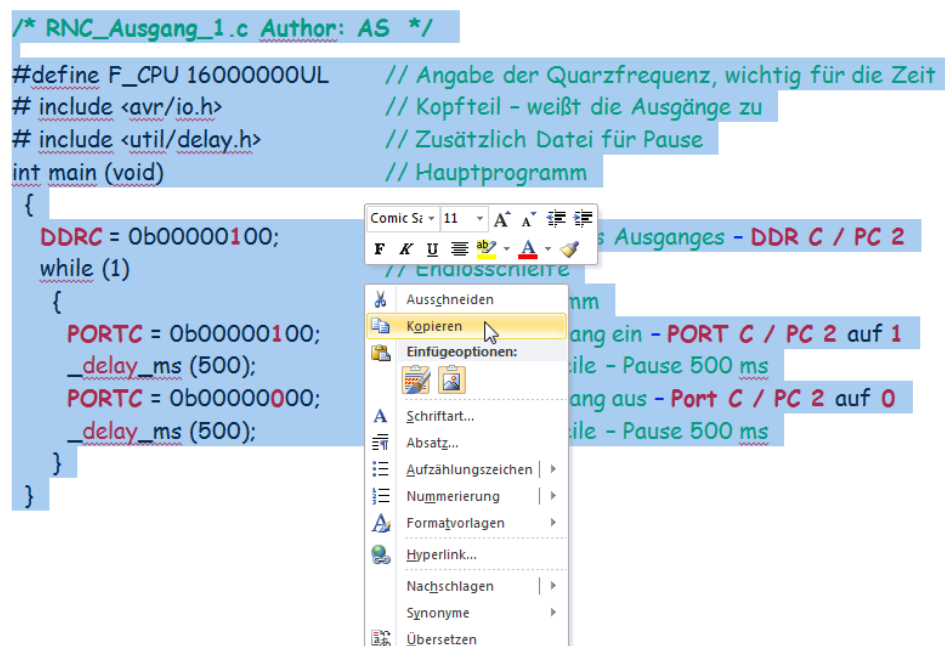 /* RNC_Ausgang_1.c Author: AS */
#define F_CPU 16000000UL // Angabe der Quarzfrequenz, wichtig für die Zeit
# include <avr/io.h> // Kopfteil – weißt die Ausgänge zu
# include <util/delay.h> // Zusätzlich Datei für Pause
int main (void) // Hauptprogramm
{
Comic Sa 11 A A
DDRC = 0b00000100; s Ausganges – DDR C / PC 2
F K U ab A
while (1) // Endlosschleife
{ mm
Ausschneiden
Kopieren
PORTC = 0b00000100; ang ein – PORT C / PC 2 auf 1
Einfügeoptionen:
_delay_ms (500); ile – Pause 500 ms
PORTC = 0b00000000; ang aus – Port C / PC 2 auf 0
Schriftart...
_delay_ms (500); ile – Pause 500 ms
Absatz...
}
Aufzählungszeichen
}
Nummerierung
Formatvorlagen
Hyperlink...
Nachschlagen
Synonyme
Übersetzen